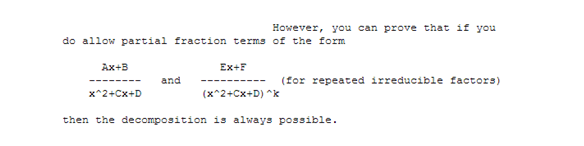 However, you can prove that if you
do allow partial fraction terms of the form
Ax+B Ex+F
-------- and ---------- (for repeated irreducible factors)
x^2+Cx+D (x^2+Cx+D)^k
then the decomposition is always possible.